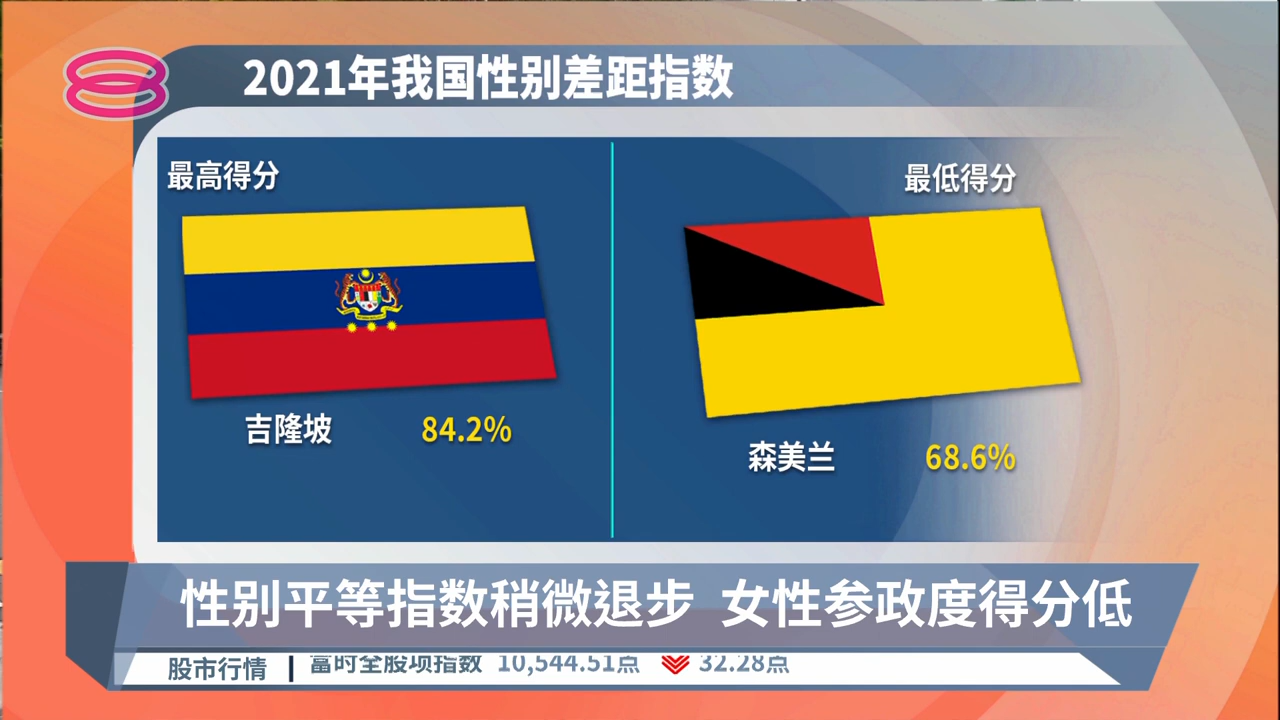 2021年我国性别差距指数
最高得分
最低得分
吉隆坡 84.2%
森美兰 68.6%
性别平等指数稍微退步 女性参政度得分低
股市行情 富时全股项指数 10,544.51点 32.28点